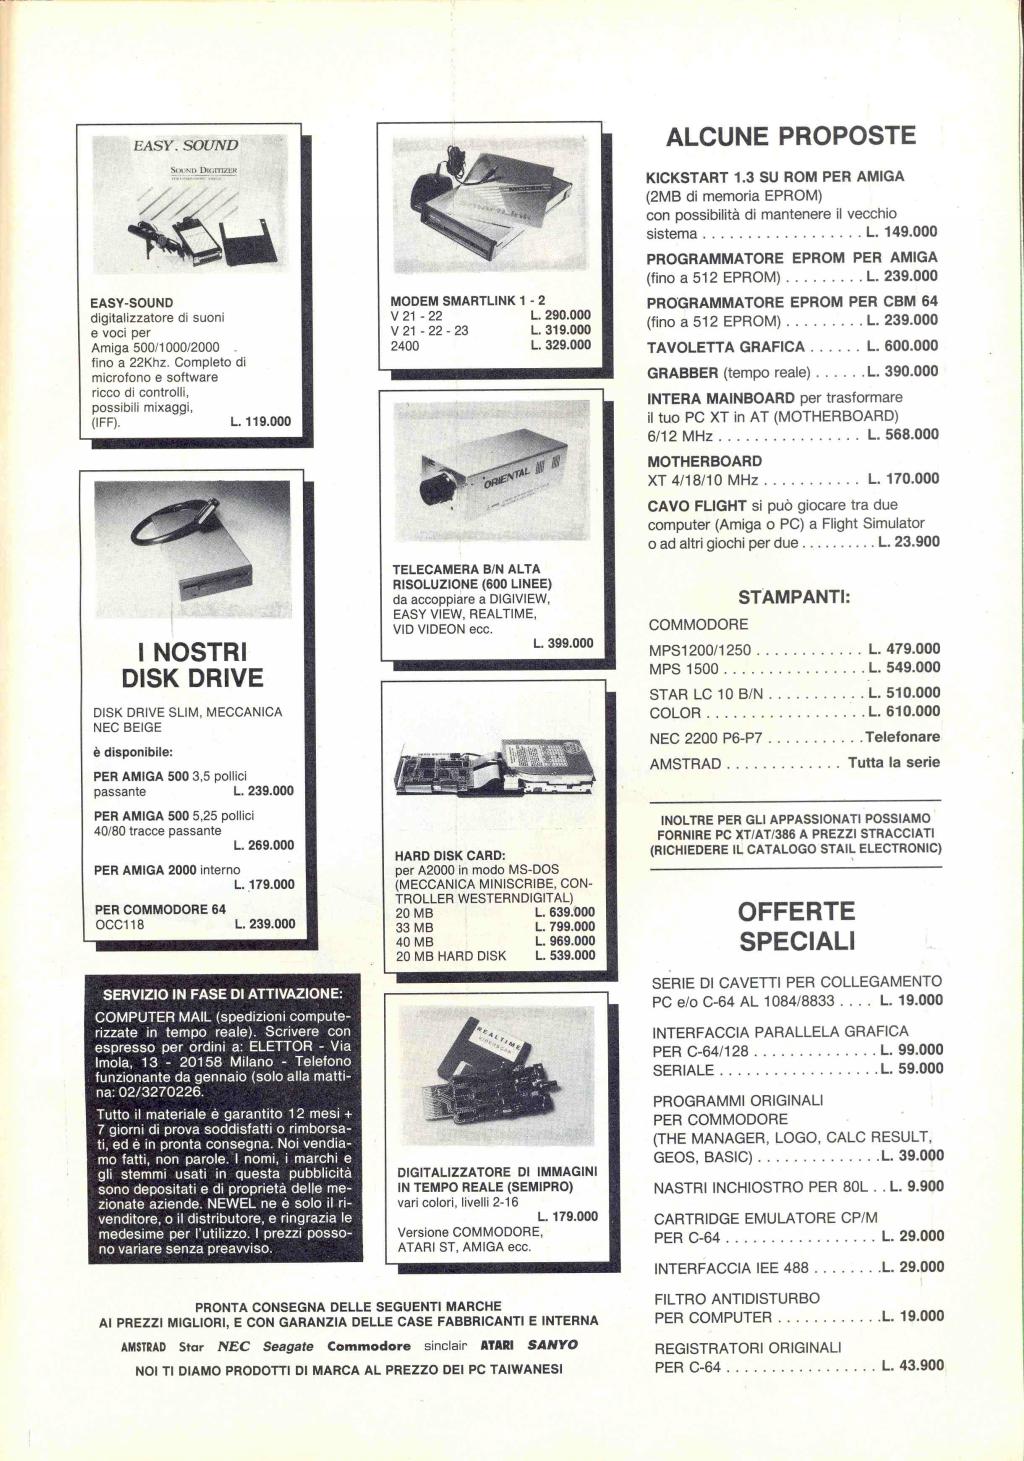 EASY. SOUND
SOUND DIGITIZER
EASY-SOUND
digitalizzatore di suoni
e voci per
Amiga 500/1000/2000
fino a 22Khz. Completo di
microfono e software
ricco di controlli,
possibili mixaggi,
(IFF). L. 119.000
I NOSTRI
DISK DRIVE
DISK DRIVE SLIM, MECCANICA
NEC BEIGE
è disponibile:
PER AMIGA 500 3,5 pollici
passante L. 239.000
PER AMIGA 500 5,25 pollici
40/80 tracce passante
L. 269.000
PER AMIGA 2000 interno
L. 179.000
PER COMMODORE 64
OCC118 L. 239.000
SERVIZIO IN FASE DI ATTIVAZIONE:
COMPUTER MAIL (spedizioni compute-
rizzate in tempo reale). Scrivere con
espresso per ordini a: ELETTOR - Via
Imola, 13 - 20158 Milano - Telefono
funzionante da gennaio (solo alla matti-
na: 02/3270226.
Tutto il materiale è garantito 12 mesi +
7 giorni di prova soddisfatti o rimborsa-
ti, ed è in pronta consegna. Noi vendia-
mo fatti, non parole. I nomi, i marchi e
gli stemmi usati in questa pubblicità
sono depositati e di proprietà delle me-
zionate aziende. NEWEL ne è solo il ri-
venditore, o il distributore, e ringrazia le
medesime per l'utilizzo. I prezzi posso-
no variare senza preavviso.
MODEM SMARTLINK 1 - 2
V 21 - 22 L. 290.000
V 21 - 22 - 23 L. 319.000
2400 L. 329.000
ORIENTAL
TELECAMERA B/N ALTA
RISOLUZIONE (600 LINEE)
da accoppiare a DIGIVIEW,
EASY VIEW, REALTIME,
VID VIDEON ecc.
L. 399.000
HARD DISK CARD:
per A2000 in modo MS-DOS
(MECCANICA MINISCRIBE, CON-
TROLLER WESTERNDIGITAL)
20 MB L. 639.000
33 MB L. 799.000
40 MB L. 969.000
20 MB HARD DISK L. 539.000
REALTIME
DIGITALIZZATORE DI IMMAGINI
IN TEMPO REALE (SEMIPRO)
vari colori, livelli 2-16
L. 179.000
Versione COMMODORE,
ATARI ST, AMIGA ecc.
PRONTA CONSEGNA DELLE SEGUENTI MARCHE
AI PREZZI MIGLIORI, E CON GARANZIA DELLE CASE FABBRICANTI E INTERNA
AMSTRAD Star NEC Seagate Commodore sinclair ATARI SANYO
NOI TI DIAMO PRODOTTI DI MARCA AL PREZZO DEI PC TAIWANESI
ALCUNE PROPOSTE
KICKSTART 1.3 SU ROM PER AMIGA
(2MB di memoria EPROM)
con possibilità di mantenere il vecchio
sistema . . . . . . . . . . . . . . . . . . L. 149.000
PROGRAMMATORE EPROM PER AMIGA
(fino a 512 EPROM) . . . . . . . . . L. 239.000
PROGRAMMATORE EPROM PER CBM 64
(fino a 512 EPROM) . . . . . . . . . L. 239.000
TAVOLETTA GRAFICA . . . . . . L. 600.000
GRABBER (tempo reale) . . . . . . L. 390.000
INTERA MAINBOARD per trasformare
il tuo PC XT in AT (MOTHERBOARD)
6/12 MHz . . . . . . . . . . . . . . . . L. 568.000
MOTHERBOARD
XT 4/18/10 MHz . . . . . . . . . . . L. 170.000
CAVO FLIGHT si può giocare tra due
computer (Amiga o PC) a Flight Simulator
o ad altri giochi per due . . . . . . . . . . L. 23.900
STAMPANTI:
COMMODORE
MPS1200/1250 . . . . . . . . . . . . L. 479.000
MPS 1500 . . . . . . . . . . . . . . . . L. 549.000
STAR LC 10 B/N . . . . . . . . . . . L. 510.000
COLOR . . . . . . . . . . . . . . . . . . L. 610.000
NEC 2200 P6-P7 . . . . . . . . . . . Telefonare
AMSTRAD . . . . . . . . . . . . . Tutta la serie
INOLTRE PER GLI APPASSIONATI POSSIAMO
FORNIRE PC XT/AT/386 A PREZZI STRACCIATI
(RICHIEDERE IL CATALOGO STAIL ELECTRONIC)
OFFERTE
SPECIALI
SERIE DI CAVETTI PER COLLEGAMENTO
PC e/o C-64 AL 1084/8833 . . . . L. 19.000
INTERFACCIA PARALLELA GRAFICA
PER C-64/128 . . . . . . . . . . . . . . L. 99.000
SERIALE . . . . . . . . . . . . . . . . . . L. 59.000
PROGRAMMI ORIGINALI
PER COMMODORE
(THE MANAGER, LOGO, CALC RESULT,
GEOS, BASIC) . . . . . . . . . . . . . . L. 39.000
NASTRI INCHIOSTRO PER 80L . . L. 9.900
CARTRIDGE EMULATORE CP/M
PER C-64 . . . . . . . . . . . . . . . . . L. 29.000
INTERFACCIA IEE 488 . . . . . . . . L. 29.000
FILTRO ANTIDISTURBO
PER COMPUTER . . . . . . . . . . . . L. 19.000
REGISTRATORI ORIGINALI
PER C-64 . . . . . . . . . . . . . . . . . L. 43.900